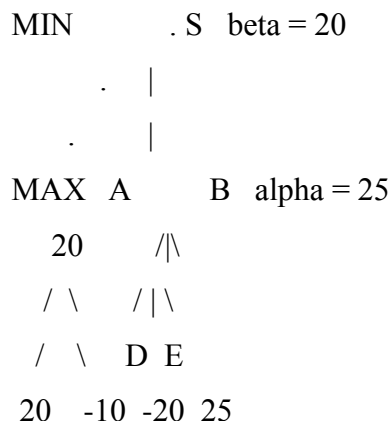 MIN . S beta = 20
. |
. |
MAX A B alpha = 25
20 /|\
/ \ / | \
/ \ D E
20 -10 -20 25